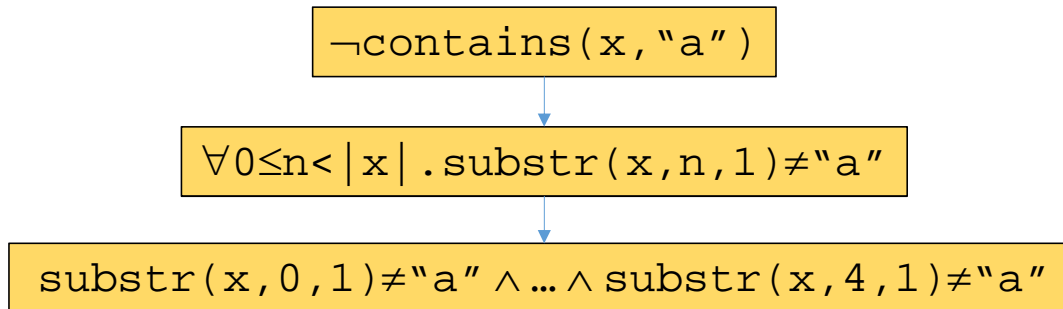 ¬contains(x,“a”)
∀0≤n<|x|.substr(x,n,1)≠“a”
substr(x,0,1)≠“a” ∧ … ∧ substr(x,4,1)≠“a”